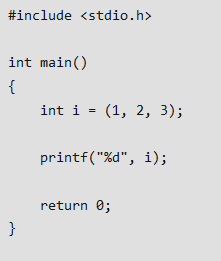 #include <stdio.h>
int main()
{
    int i = (1, 2, 3);
    printf("%d", i);
    return 0;
}